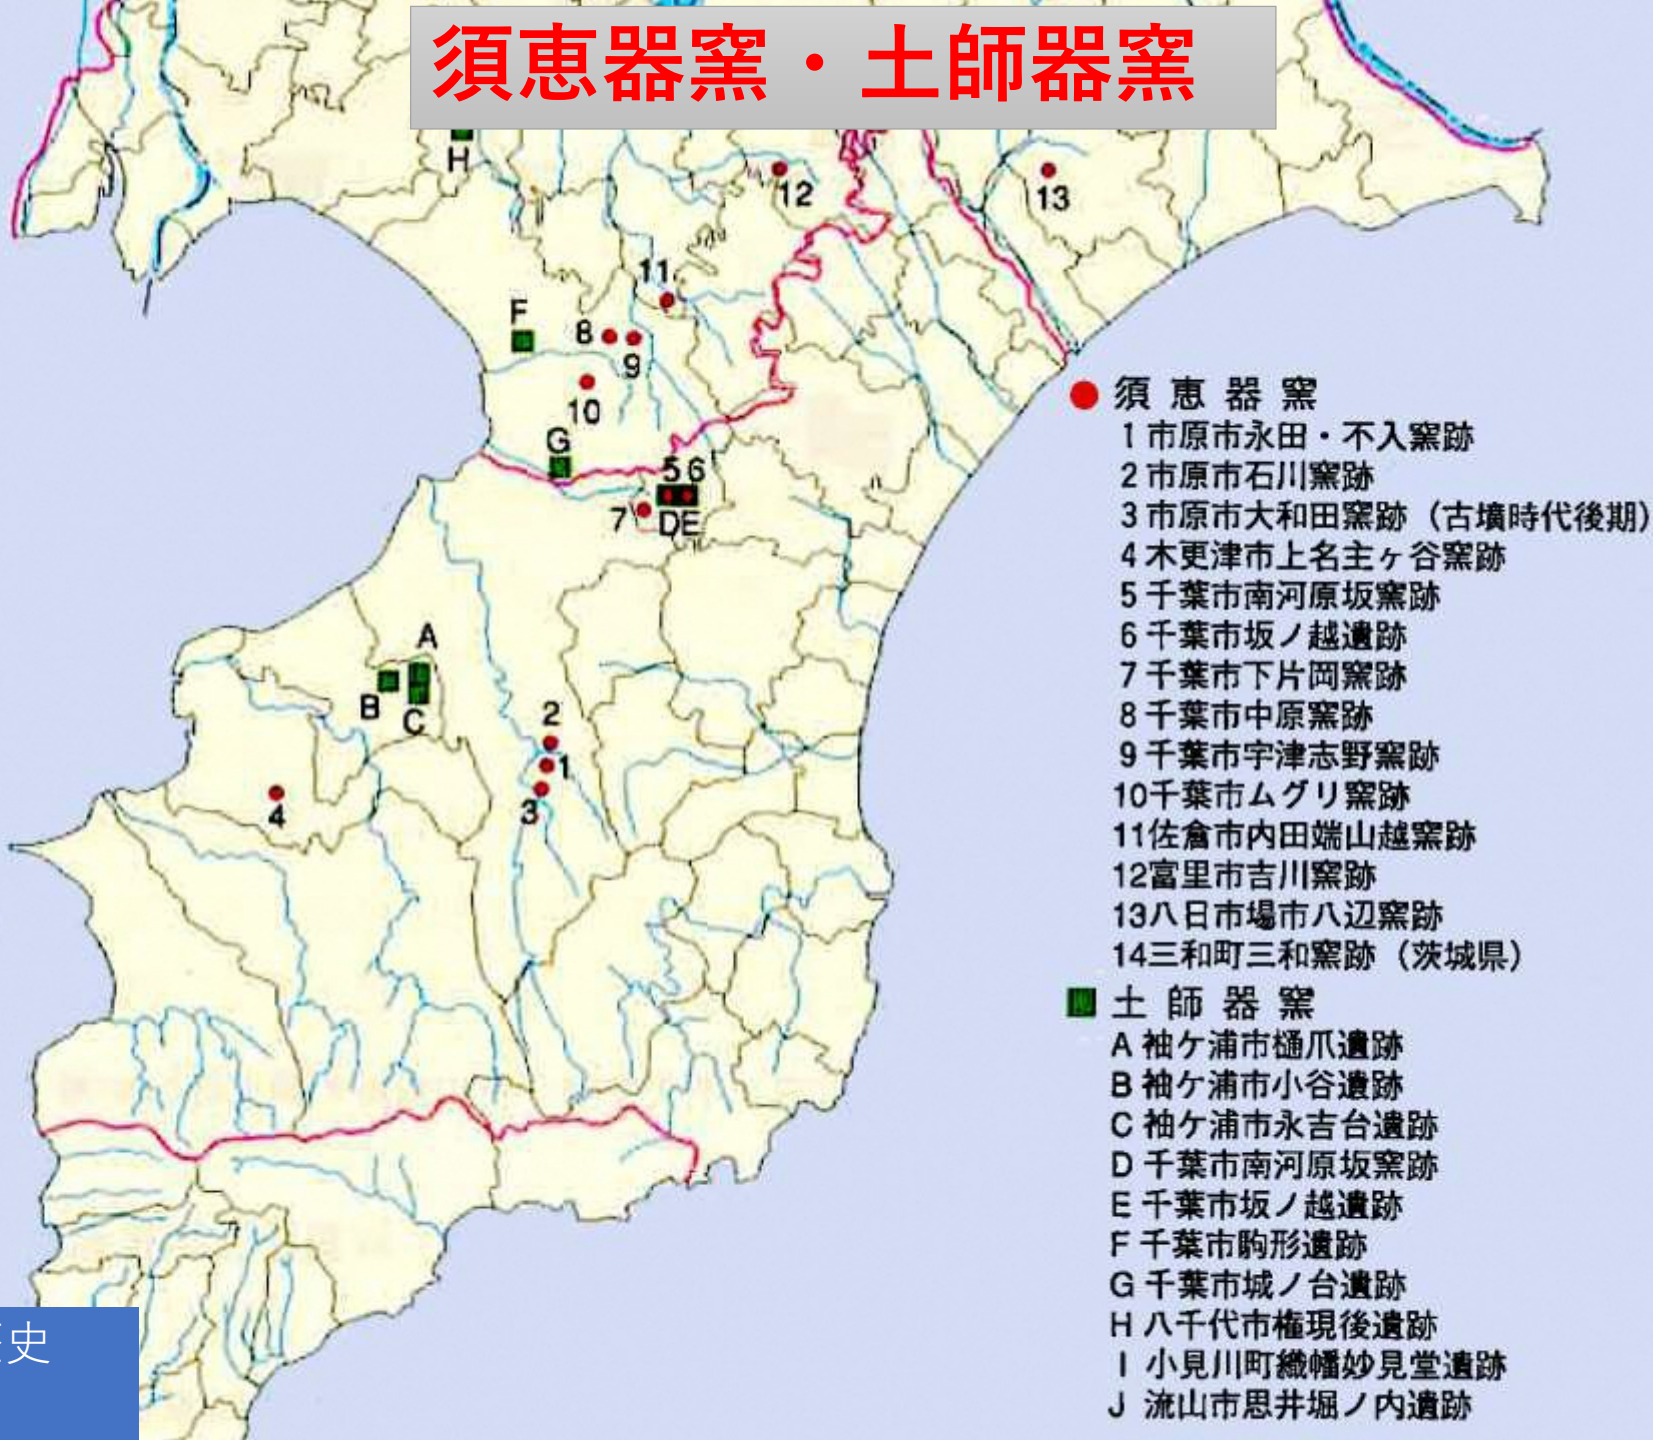 須恵器窯・土師器窯
H
12
13
11
F
8
9
10
G
5 6
7
DE
A
B
C
2
1
3
4
須恵器窯
1 市原市永田・不入窯跡
2 市原市石川窯跡
3 市原市大和田窯跡（古墳時代後期）
4 木更津市上名主ヶ谷窯跡
5 千葉市南河原坂窯跡
6 千葉市坂ノ越遺跡
7 千葉市下片岡窯跡
8 千葉市中原窯跡
9 千葉市宇津志野窯跡
10千葉市ムグリ窯跡
11佐倉市内田端山越窯跡
12富里市吉川窯跡
13八日市場市八辺窯跡
14三和町三和窯跡（茨城県）
土師器窯
A 袖ケ浦市樋爪遺跡
B 袖ケ浦市小谷遺跡
C 袖ケ浦市永吉台遺跡
D 千葉市南河原坂窯跡
E 千葉市坂ノ越遺跡
F 千葉市駒形遺跡
G 千葉市城ノ台遺跡
H 八千代市権現後遺跡
I 小見川町織幡妙見堂遺跡
J 流山市思井堀ノ内遺跡
史